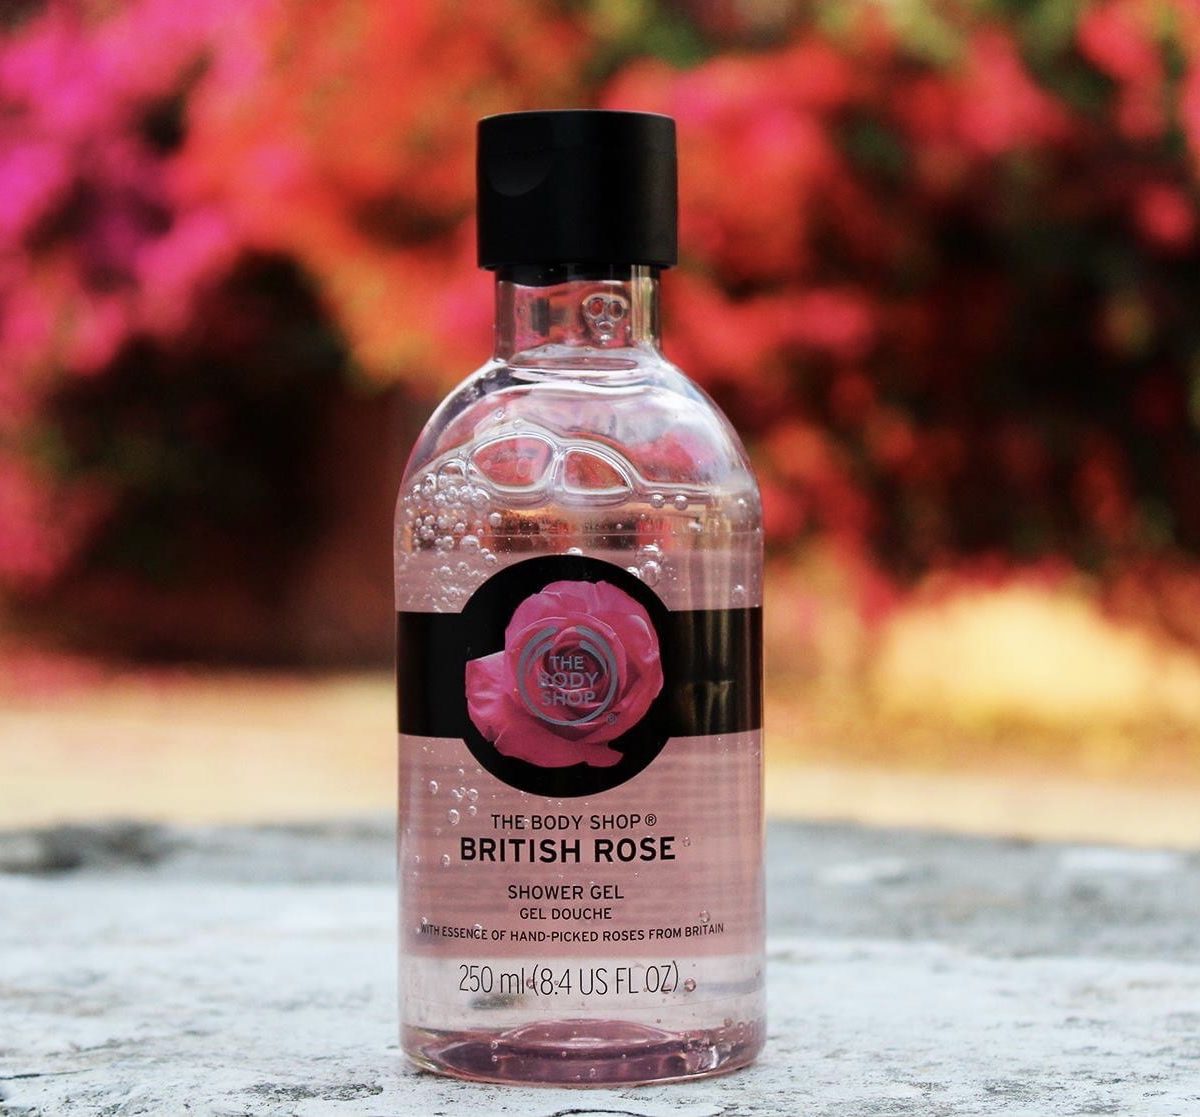 THE
BODY
SHOP
®
THE BODY SHOP®
BRITISH ROSE
SHOWER GEL
GEL DOUCHE
WITH ESSENCE OF HAND-PICKED ROSES FROM BRITAIN
250 ml (8.4 US FL OZ)